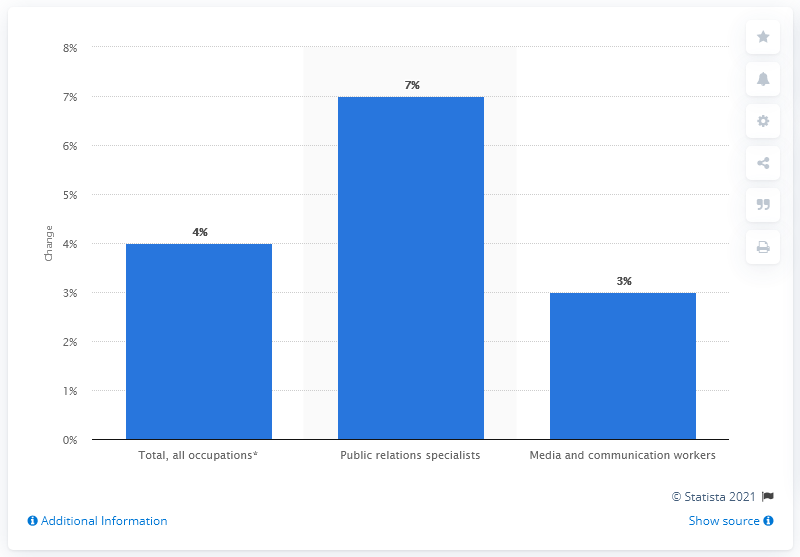 8%
7%
6%
5%
4%
3%
2%
1%
0%
Change
4%
7%
3%
Total, all occupations*
Public relations specialists
Media and communication workers
© Statista 2021
Additional Information
Show source